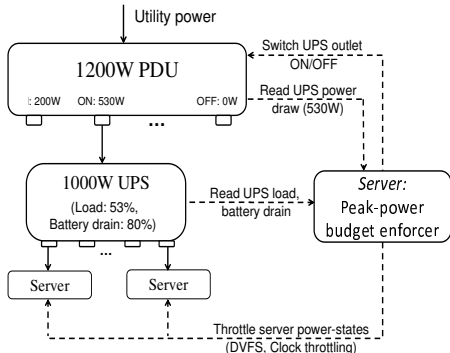 Utility power
1200W PDU
: 200W ON: 530W ... OFF: 0W
Switch UPS outlet
ON/OFF
Read UPS power
draw (530W)
1000W UPS
(Load: 53%,
Battery drain: 80%)
...
Read UPS load,
battery drain
Server:
Peak-power
budget enforcer
Server
Server
Throttle server power-states
(DVFS, Clock throttling)